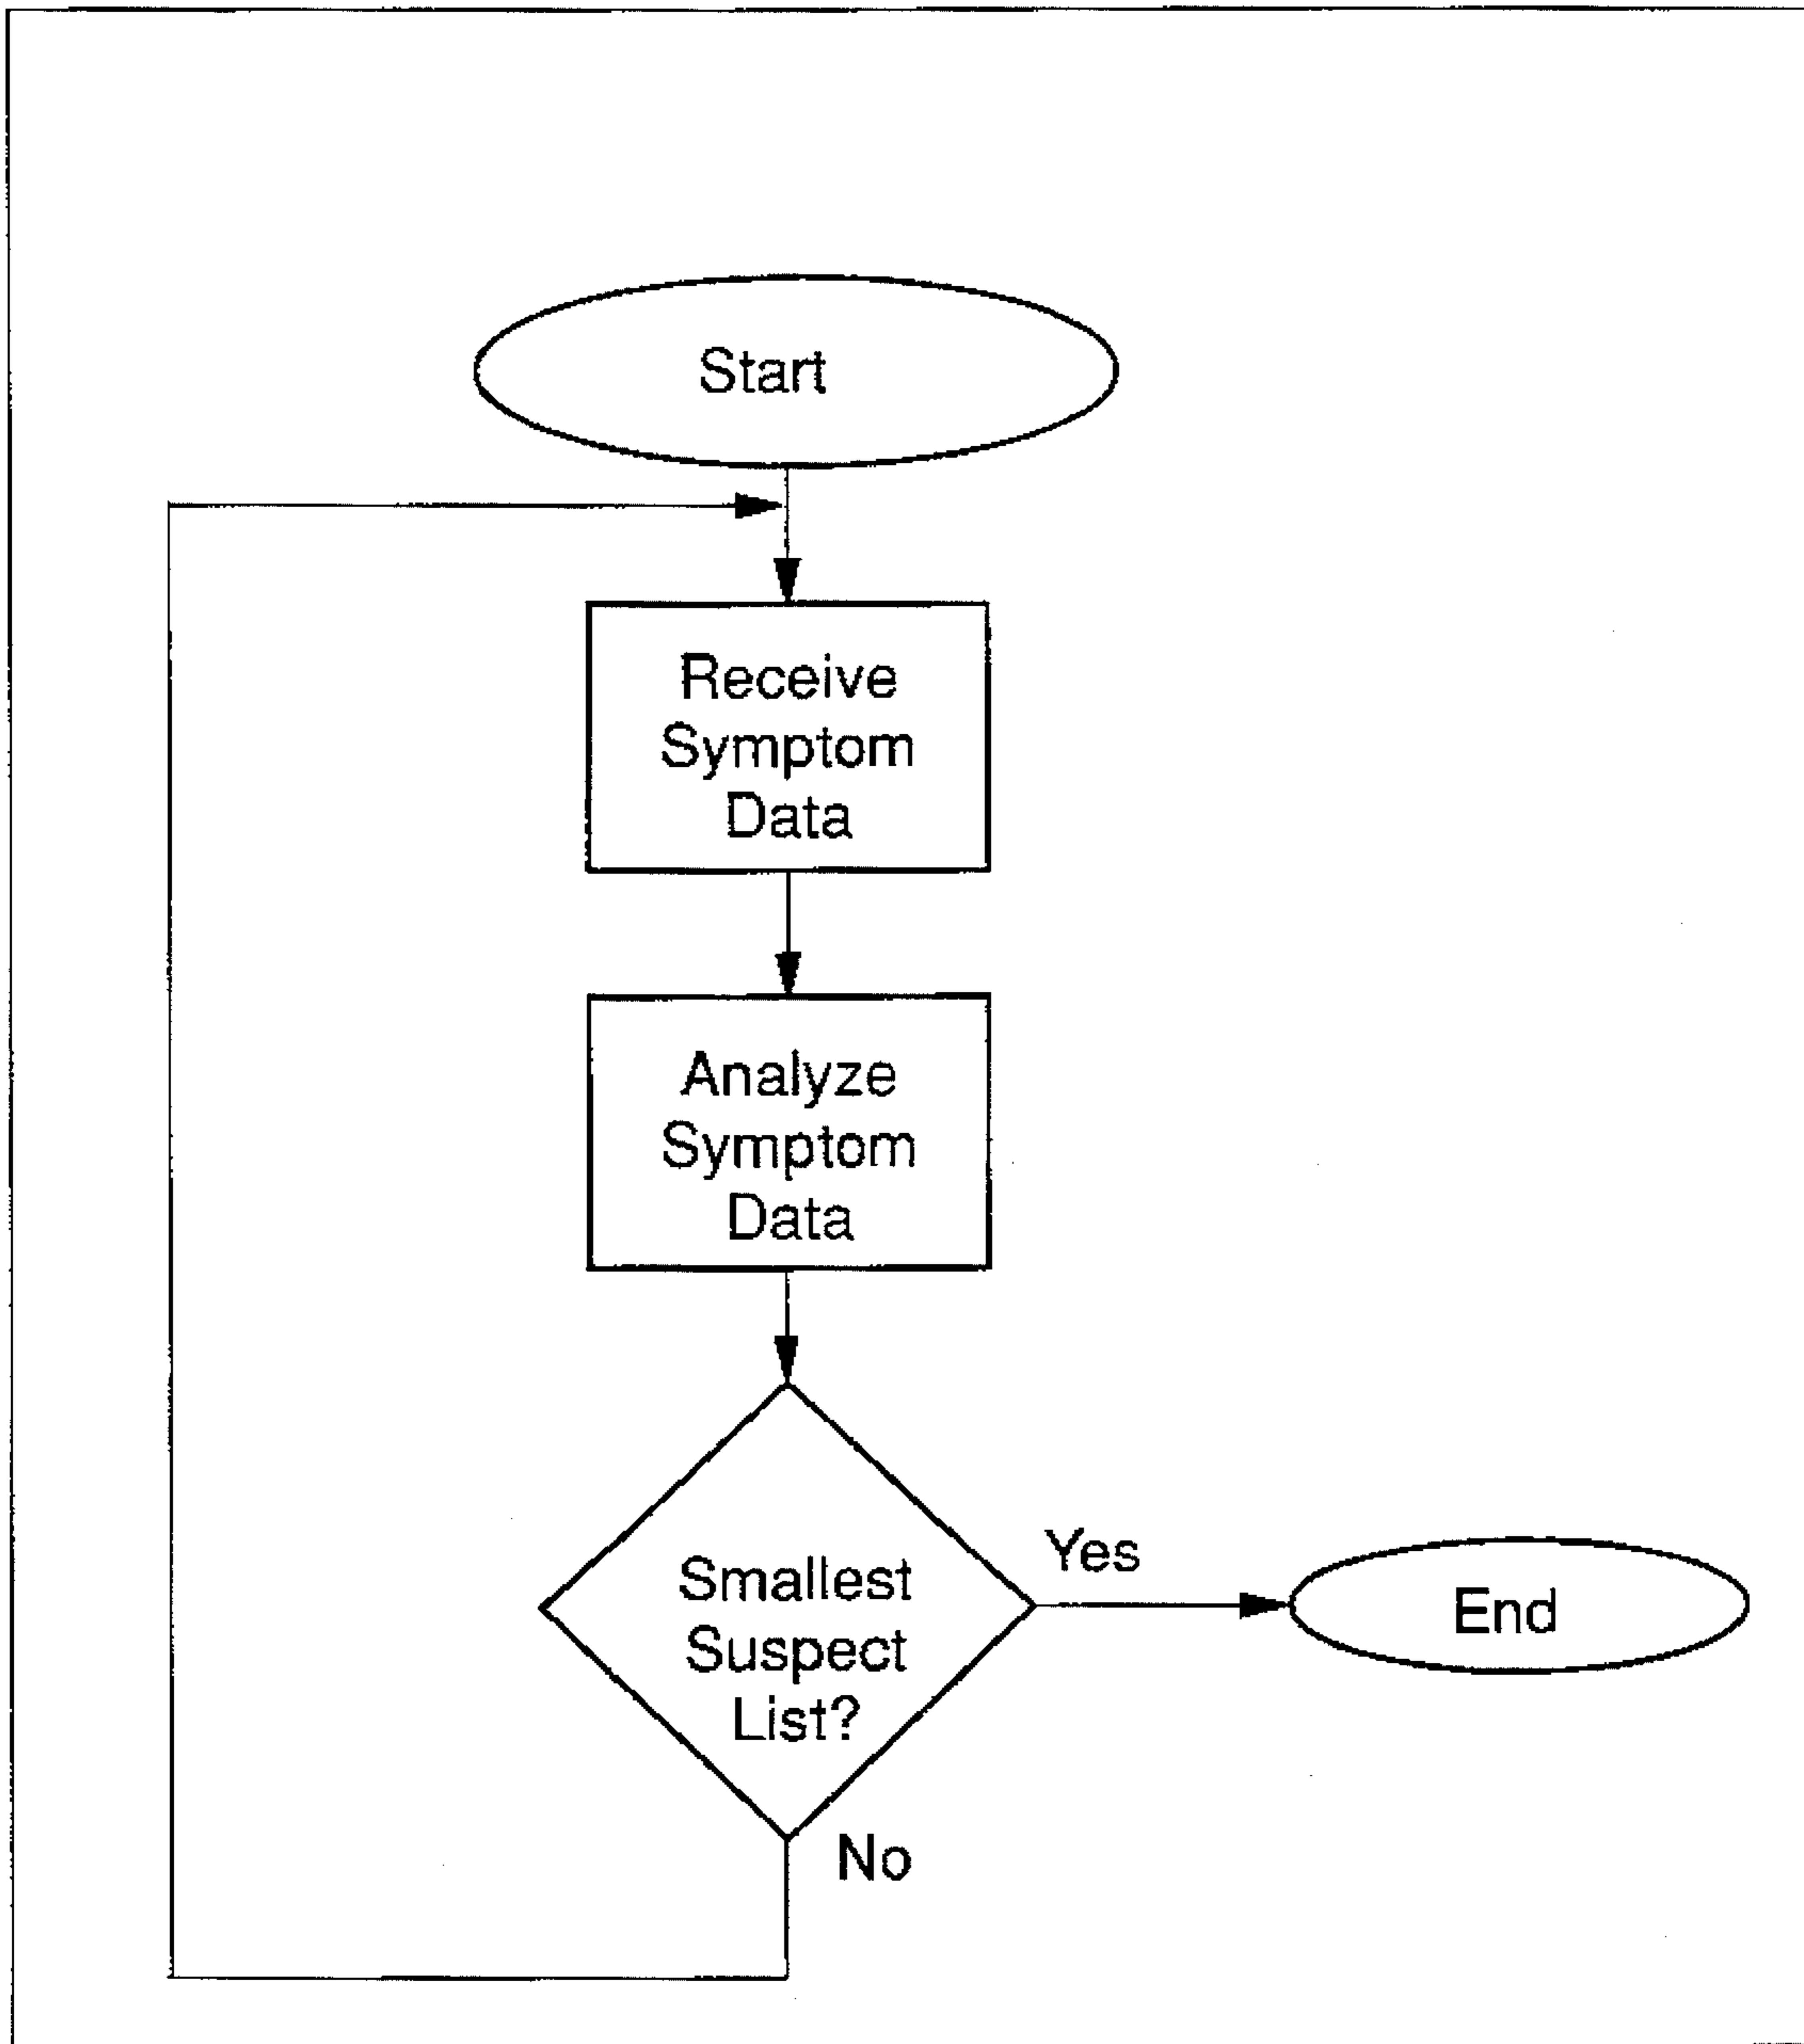 Start
Receive
Symptom
Data
Analyze
Symptom
Data
Smallest
Suspect
List?
Yes
End
No